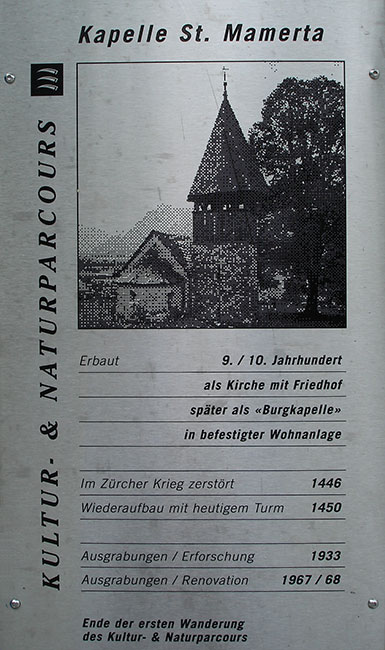 Kapelle St. Mamerta
KULTUR- & NATURPARCOURS
Erbaut 9. / 10. Jahrhundert
als Kirche mit Friedhof
später als «Burgkapelle»
in befestigter Wohnanlage
Im Zürcher Krieg zerstört 1446
Wiederaufbau mit heutigem Turm 1450
Ausgrabungen / Erforschung 1933
Ausgrabungen / Renovation 1967 / 68
Ende der ersten Wanderung
des Kultur- & Naturparcours